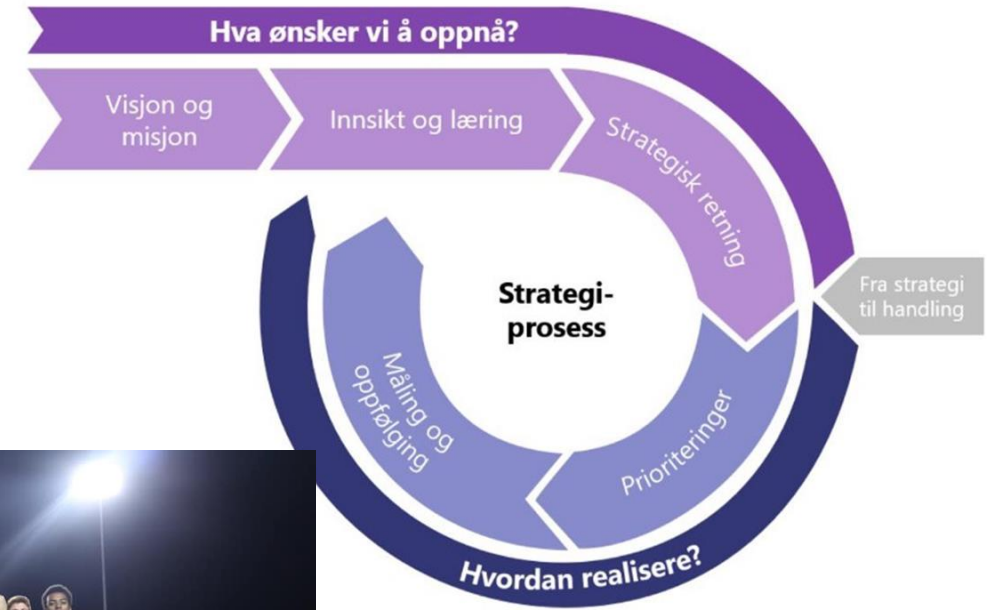 Hva ønsker vi å oppnå?
Visjon og
misjon
Innsikt og læring
Strategisk retning
Fra strategi
til handling
Strategi-
prosess
Prioriteringer
Måling og
oppfølging
Hvordan realisere?